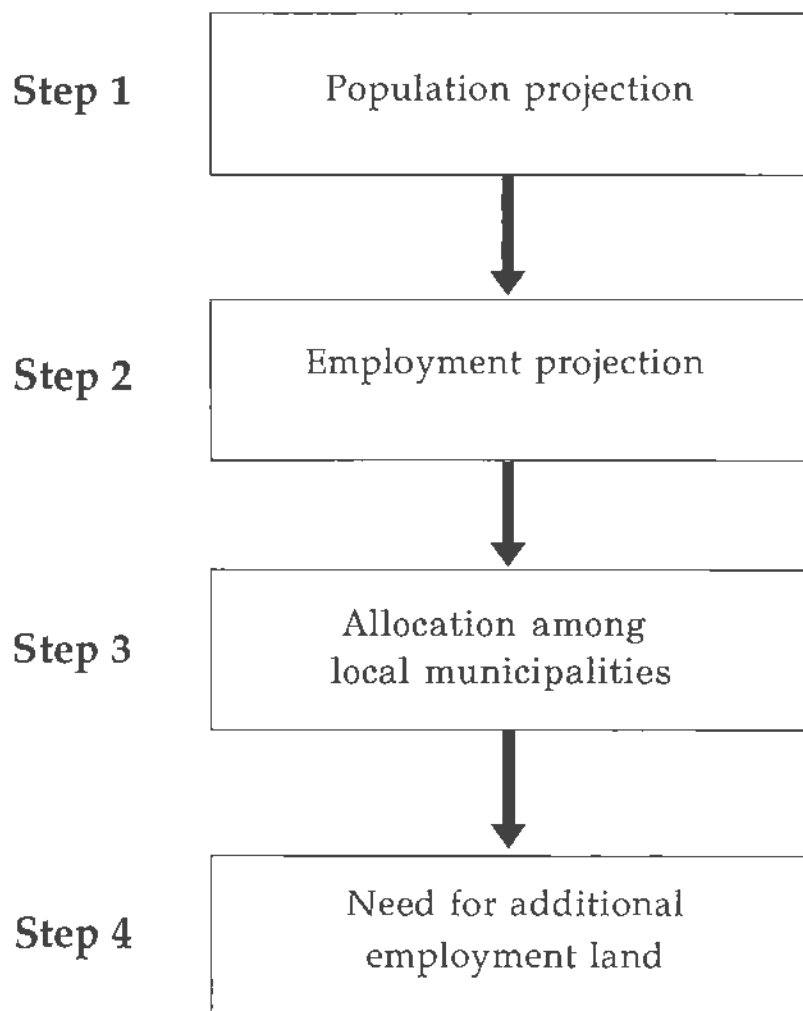 Step 1
Population projection
Step 2
Employment projection
Step 3
Allocation among
local municipalities
Step 4
Need for additional
employment land